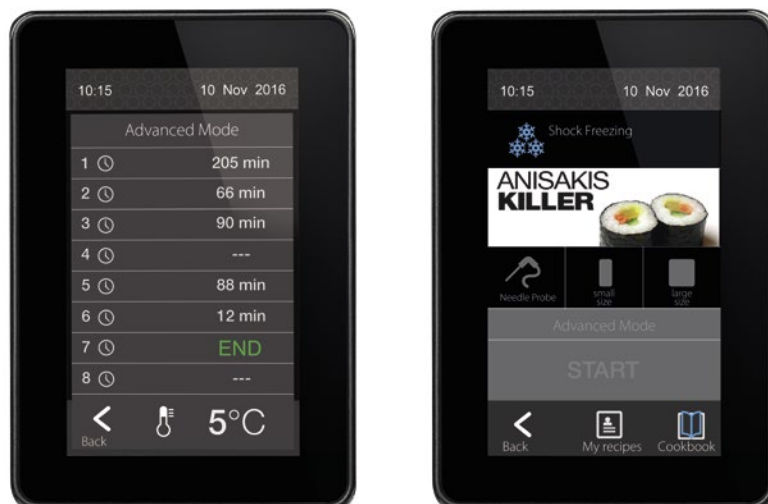 10:15 10 Nov 2016
Advanced Mode
1 205 min
2 66 min
3 90 min
4 ---
5 88 min
6 12 min
7 END
8 ---
Back 5°C
10:15 10 Nov 2016
Shock Freezing
ANISAKIS
KILLER
Needle Probe
small
size
large
size
Advanced Mode
START
Back My recipes Cookbook